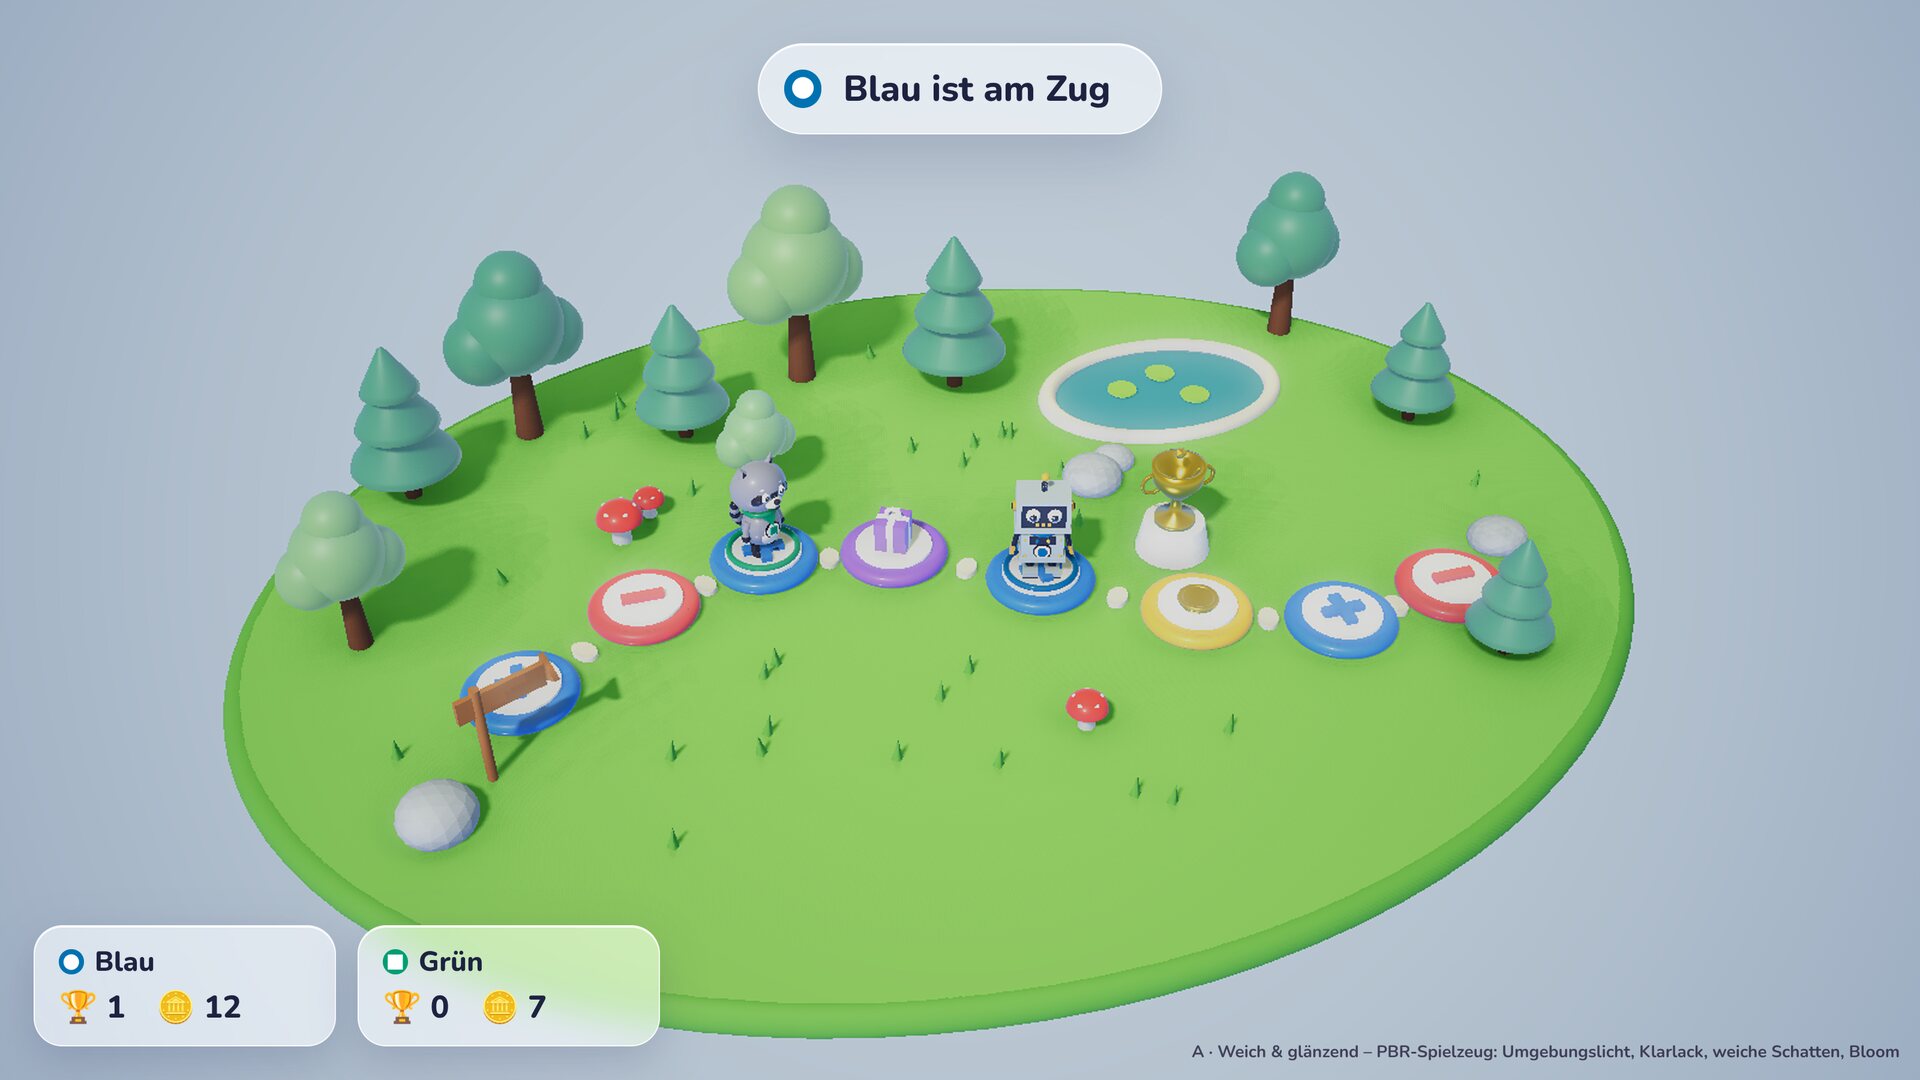 Blau ist am Zug
Blau
1 12
Grün
0 7
A · Weich & glänzend – PBR-Spielzeug: Umgebungslicht, Klarlack, weiche Schatten, Bloom